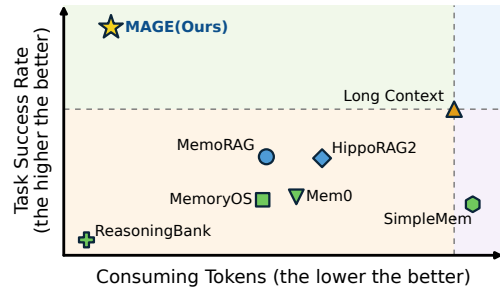 MAGE(Ours)
Long Context
MemoRAG
HippoRAG2
MemoryOS
Mem0
SimpleMem
ReasoningBank
Task Success Rate
(the higher the better)
Consuming Tokens (the lower the better)